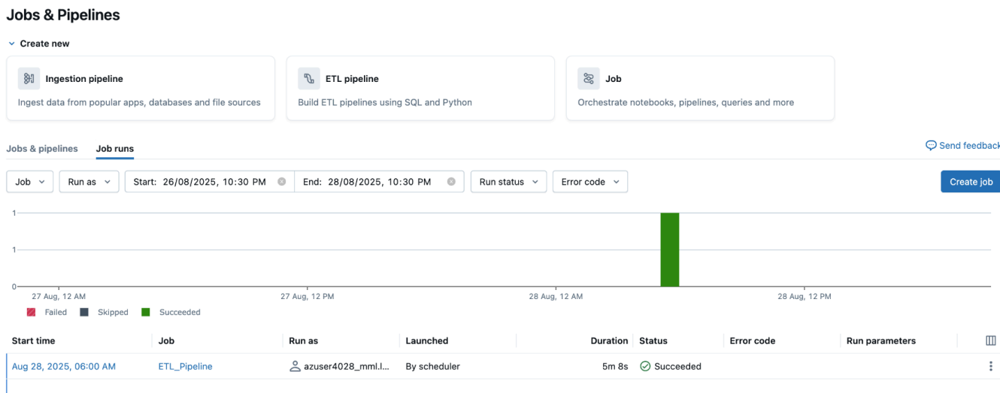 Jobs & Pipelines
Create new
Ingestion pipeline
Ingest data from popular apps, databases and file sources
ETL pipeline
Build ETL pipelines using SQL and Python
Job
Orchestrate notebooks, pipelines, queries and more
Jobs & pipelines Job runs Send feedback
Job Run as Start: 26/08/2025, 10:30 PM End: 28/08/2025, 10:30 PM Run status Error code Create job
1
1
0
27 Aug, 12 AM 27 Aug, 12 PM 28 Aug, 12 AM 28 Aug, 12 PM
Failed Skipped Succeeded
Start time Job Run as Launched Duration Status Error code Run parameters
Aug 28, 2025, 06:00 AM ETL_Pipeline azuser4028_mml.l... By scheduler 5m 8s Succeeded